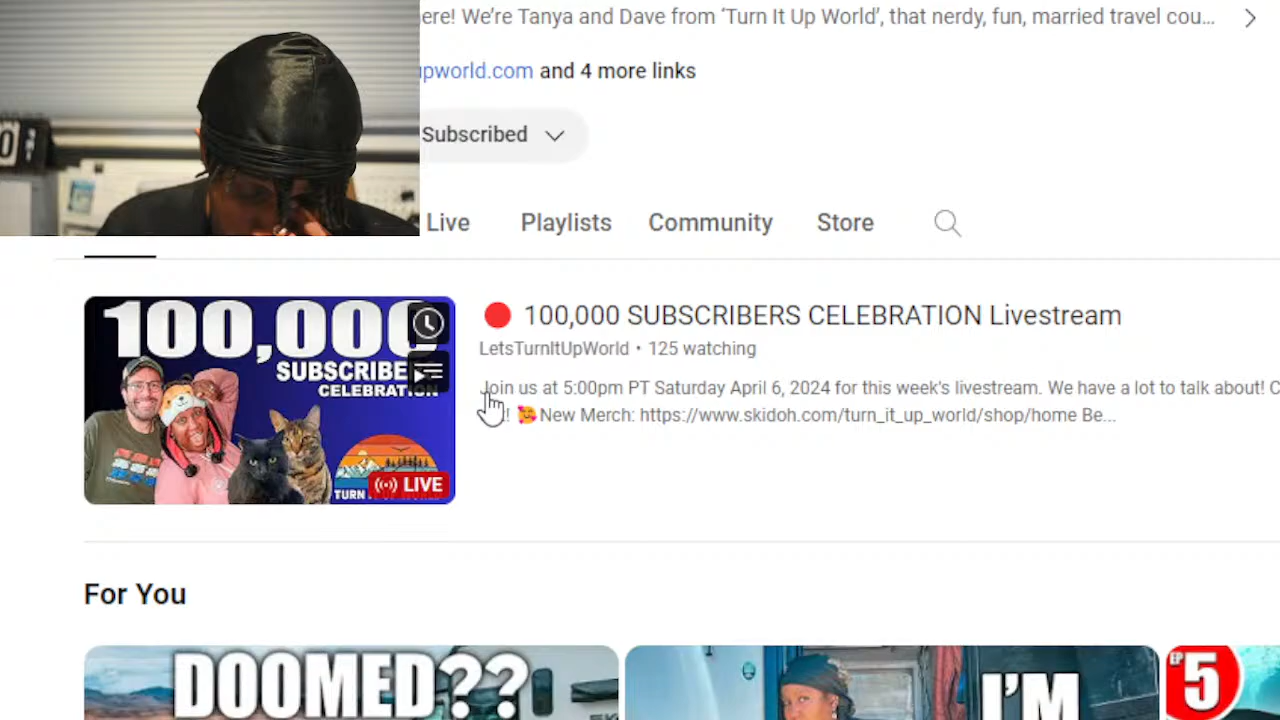 ere! We're Tanya and Dave from 'Turn It Up World', that nerdy, fun, married travel cou...
pworld.com and 4 more links
Subscribed
Live Playlists Community Store
100,000
SUBSCRIBE
CELEBRATION
TURN
LIVE
100,000 SUBSCRIBERS CELEBRATION Livestream
LetsTurnItUpWorld • 125 watching
Join us at 5:00pm PT Saturday April 6, 2024 for this week's livestream. We have a lot to talk about! C
! 🥰New Merch: https://www.skidoh.com/turn_it_up_world/shop/home Be...
For You
DOOMED??
I'M
EP 5